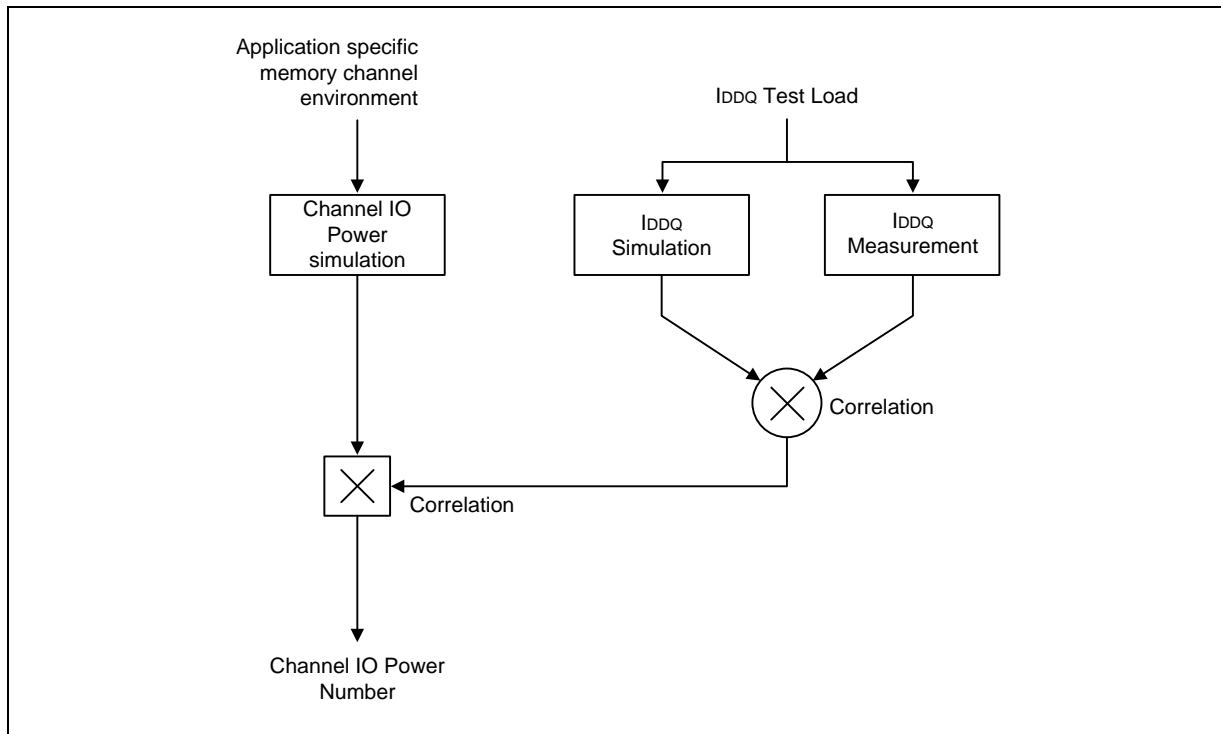 Application specific
memory channel
environment
IDDQ Test Load
Channel IO
Power
simulation
IDDQ
Simulation
IDDQ
Measurement
Correlation
Correlation
Channel IO Power
Number